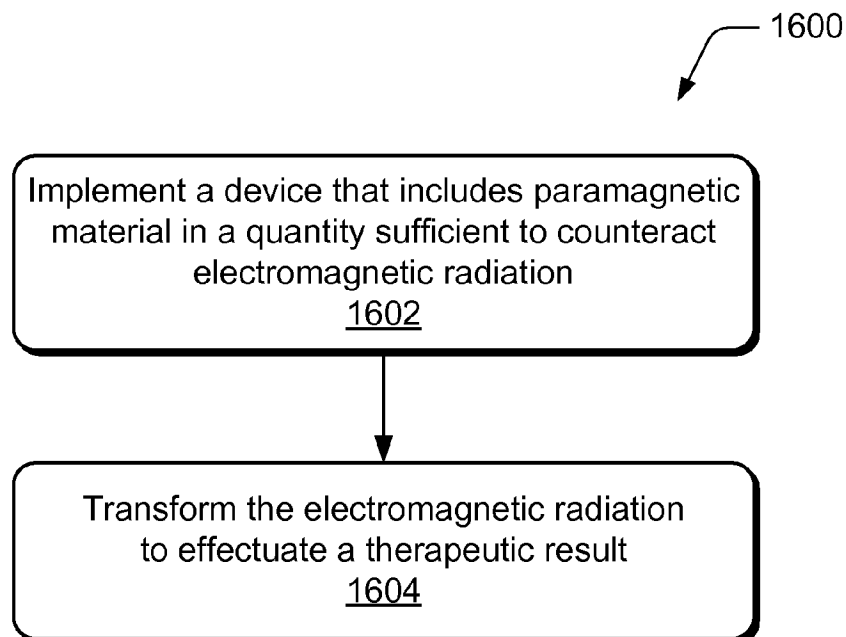 1600
Implement a device that includes paramagnetic
material in a quantity sufficient to counteract
electromagnetic radiation
1602
Transform the electromagnetic radiation
to effectuate a therapeutic result
1604